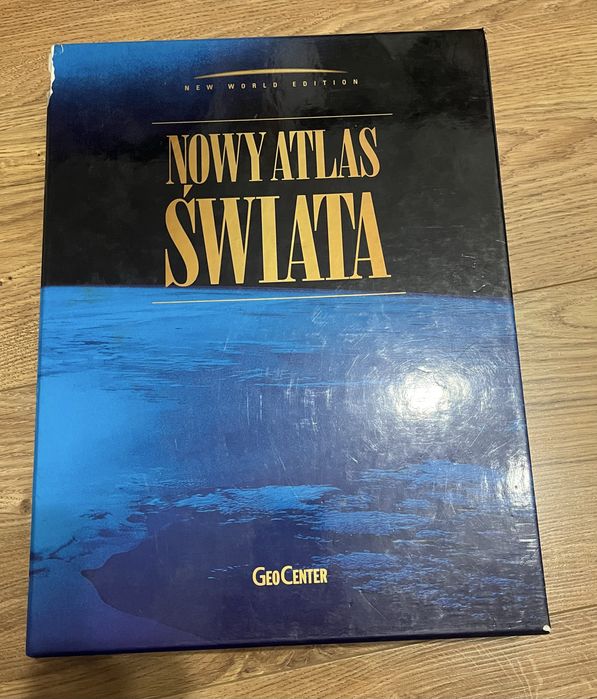 NEW WORLD EDITION
NOWY ATLAS
ŚWIATA
GEOCENTER